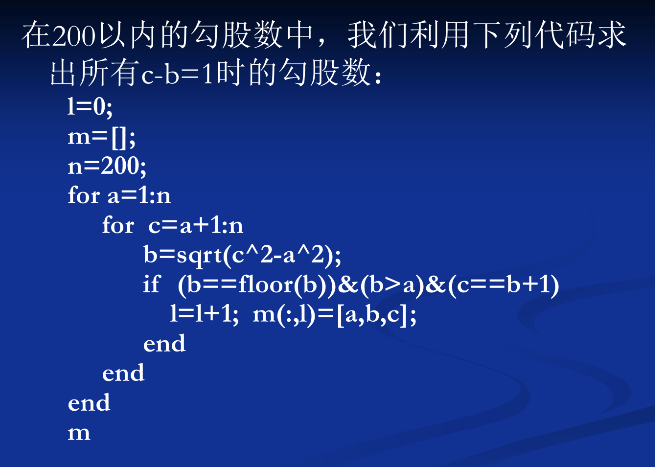 在200以内的勾股数中，我们利用下列代码求
出所有c-b=1时的勾股数：
l=0;
m=[];
n=200;
for a=1:n
for c=a+1:n
b=sqrt(c^2-a^2);
if (b==floor(b))&(b>a)&(c==b+1)
l=l+1; m(:,l)=[a,b,c];
end
end
end
m